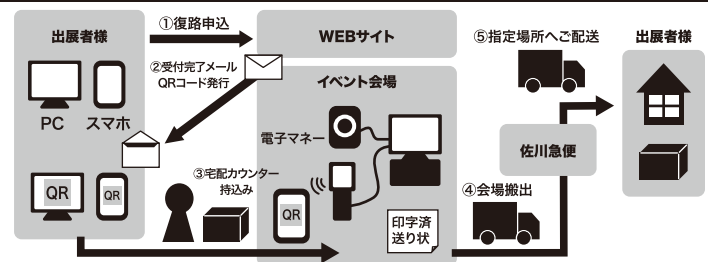 出展者様
①復路申込
WEBサイト
②受付完了メール
QRコード発行
PC
スマホ
QR
QR
③宅配カウンター
持込み
イベント会場
電子マネー
QR
印字済
送り状
④会場搬出
佐川急便
⑤指定場所へご配送
出展者様